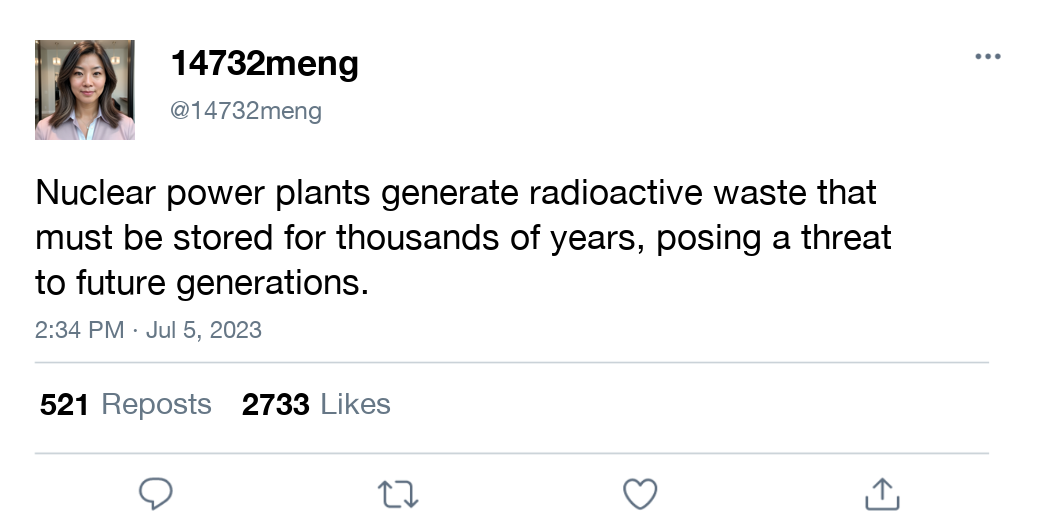 14732meng
@14732meng
Nuclear power plants generate radioactive waste that
must be stored for thousands of years, posing a threat
to future generations.
2:34 PM · Jul 5, 2023
521 Reposts 2733 Likes